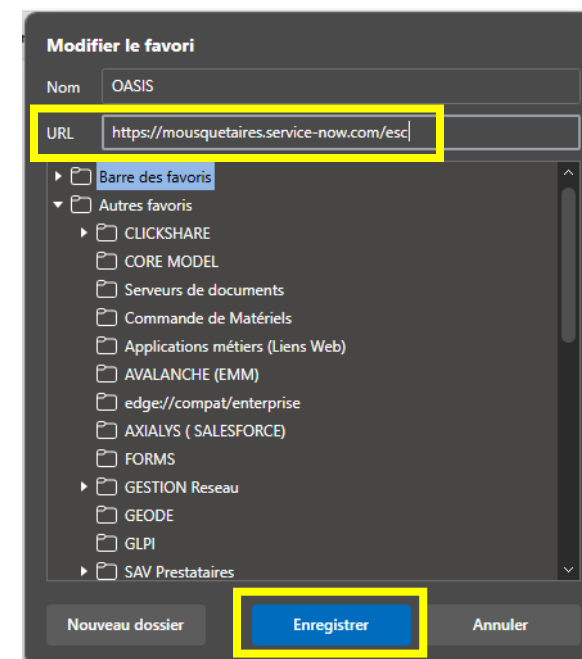 Modifier le favori
Nom OASIS
URL https://mousquetaires.service-now.com/esc
Barre des favoris
Autres favoris
CLICKSHARE
CORE MODEL
Serveurs de documents
Commande de Matériels
Applications métiers (Liens Web)
AVALANCHE (EMM)
edge://compat/enterprise
AXIALYS ( SALESFORCE)
FORMS
GESTION Reseau
GEODE
GLPI
SAV Prestataires
Nouveau dossier Enregistrer Annuler